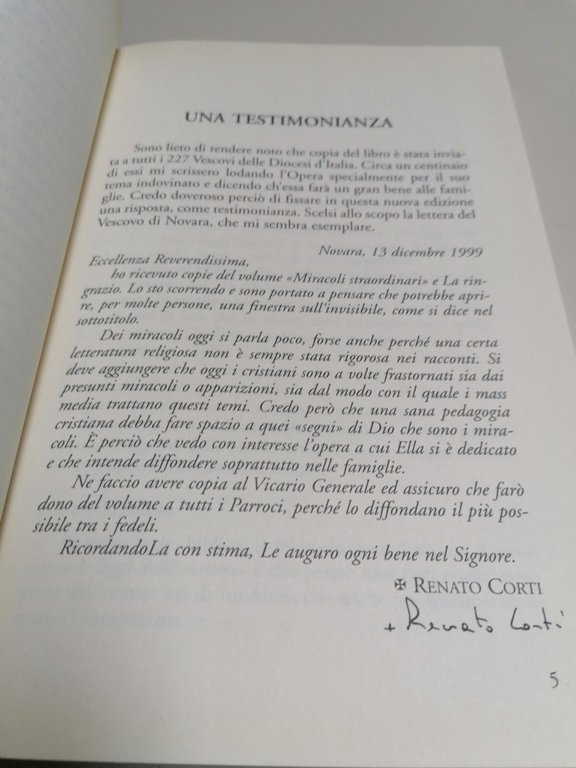 UNA TESTIMONIANZA
Sono lieto di rendere noto che copia del libro è stata invia-
ta a tutti i 227 Vescovi delle Diocesi d'Italia. Circa un centinaio
di essi mi scrissero lodando l'Opera specialmente per il suo
tema indovinato e dicendo ch'essa farà un gran bene alle fami-
glie. Credo doveroso perciò di fissare in questa nuova edizione
una risposta, come testimonianza. Scelsi allo scopo la lettera del
Vescovo di Novara, che mi sembra esemplare.
Novara, 13 dicembre 1999
Eccellenza Reverendissima,
ho ricevuto copie del volume «Miracoli straordinari» e La rin-
grazio. Lo sto scorrendo e sono portato a pensare che potrebbe apri-
re, per molte persone, una finestra sull'invisibile, come si dice nel
sottotitolo.
Dei miracoli oggi si parla poco, forse anche perché una certa
letteratura religiosa non è sempre stata rigorosa nei racconti. Si
deve aggiungere che oggi i cristiani sono a volte frastornati sia dai
presunti miracoli o apparizioni, sia dal modo con il quale i mass
media trattano questi temi. Credo però che una sana pedagogia
cristiana debba fare spazio a quei «segni» di Dio che sono i mira-
coli. È perciò che vedo con interesse l'opera a cui Ella si è dedicato
e che intende diffondere soprattutto nelle famiglie.
Ne faccio avere copia al Vicario Generale ed assicuro che farò
dono del volume a tutti i Parroci, perché lo diffondano il più pos-
sibile tra i fedeli.
RicordandoLa con stima, Le auguro ogni bene nel Signore.
✠ RENATO CORTI
+ Renato Corti
5